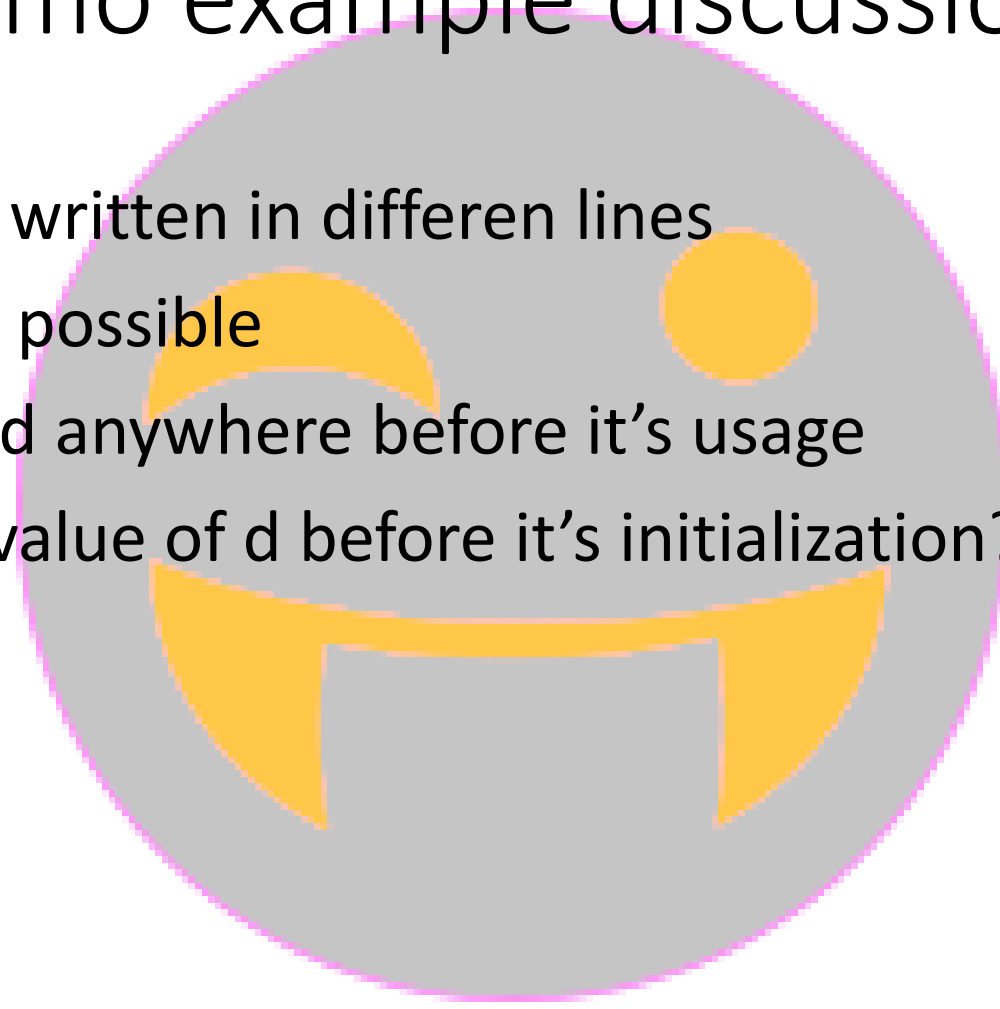 mo example discussio
written in differen lines
possible
d anywhere before it’s usage
value of d before it’s initialization?